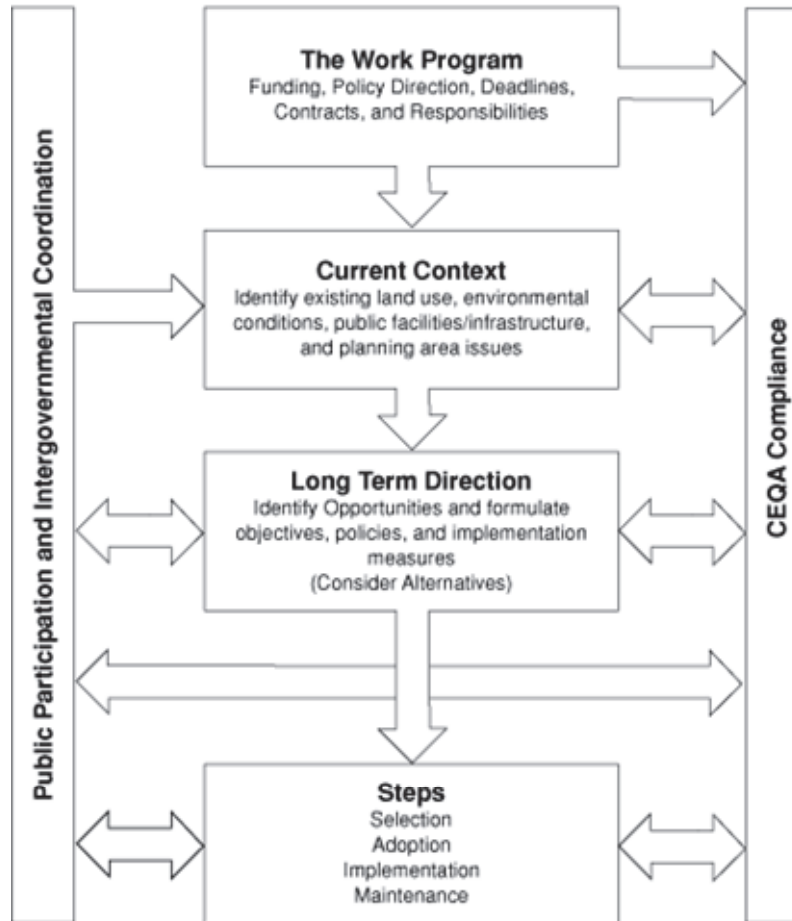 Public Participation and Intergovernmental Coordination
The Work Program
Funding, Policy Direction, Deadlines,
Contracts, and Responsibilities
Current Context
Identify existing land use, environmental
conditions, public facilities/infrastructure,
and planning area issues
Long Term Direction
Identify Opportunities and formulate
objectives, policies, and implementation
measures
(Consider Alternatives)
Steps
Selection
Adoption
Implementation
Maintenance
CEQA Compliance